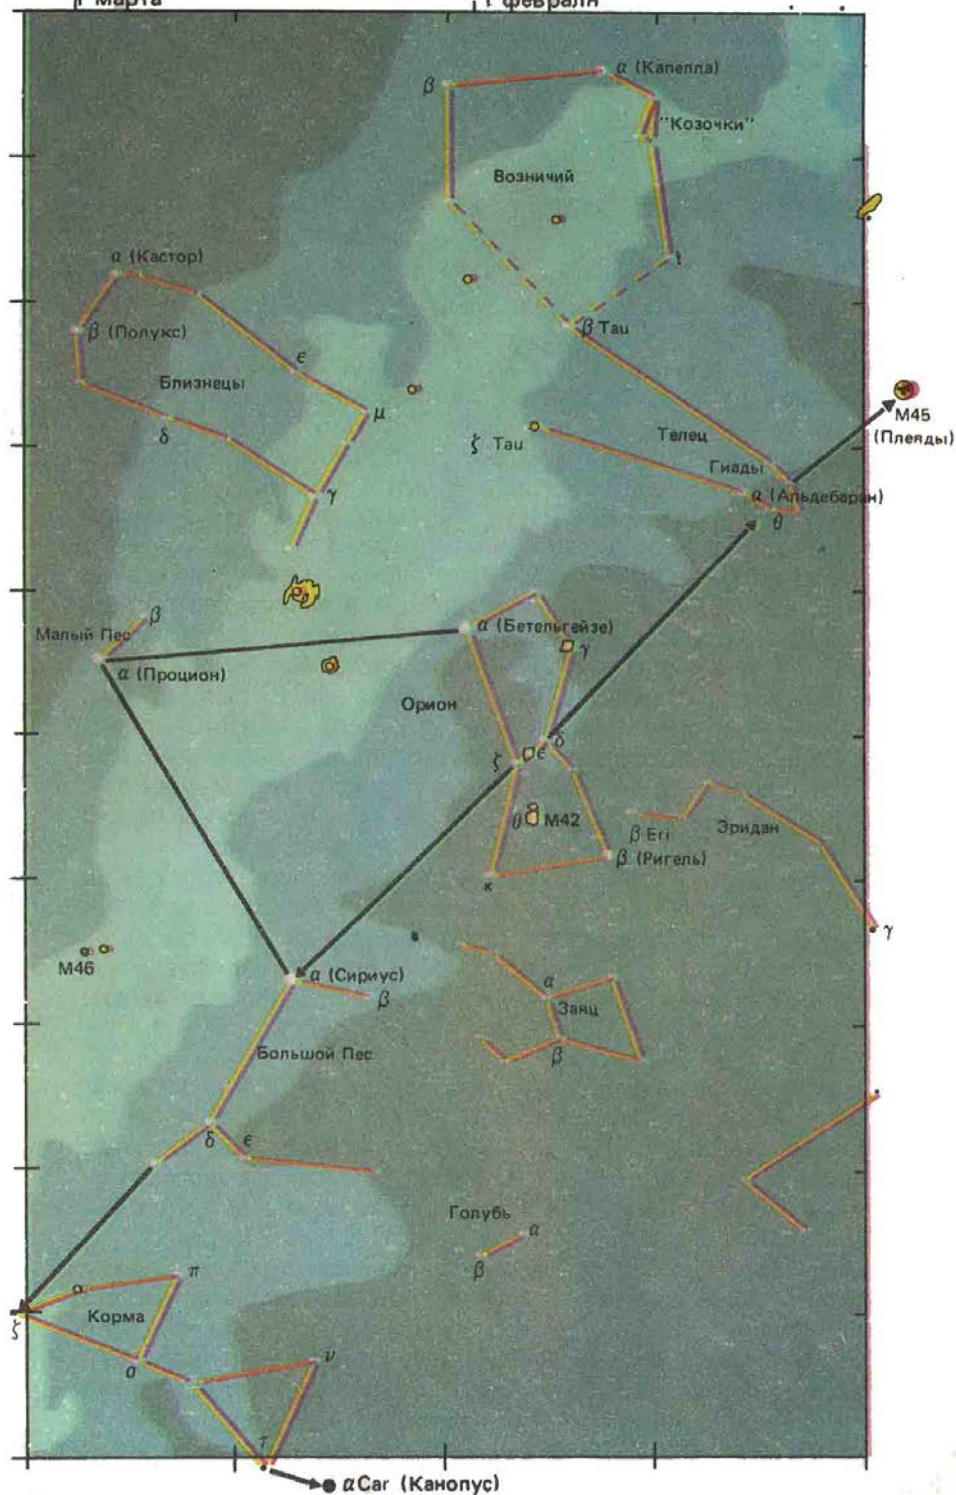 1 марта
1 февраля
β
α (Капелла)
"Козочки"
Возничий
α (Кастор)
ι
β (Полукс)
β Tau
ϵ
Близнецы
μ
M45
(Плеяды)
δ
ζ Tau
Телец
Гиады
γ
α (Альдебаран)
θ
β
Малый Пес
α (Процион)
α (Бетельгейзе)
γ
Орион
δ
ϵ
ζ
θ
M42
β Eri
Эридан
β (Ригель)
κ
γ
M46
α (Сириус)
β
α
Заяц
β
Большой Пес
δ
ϵ
Голубь
α
β
π
Корма
ζ
σ
ν
τ
αCar (Канопус)